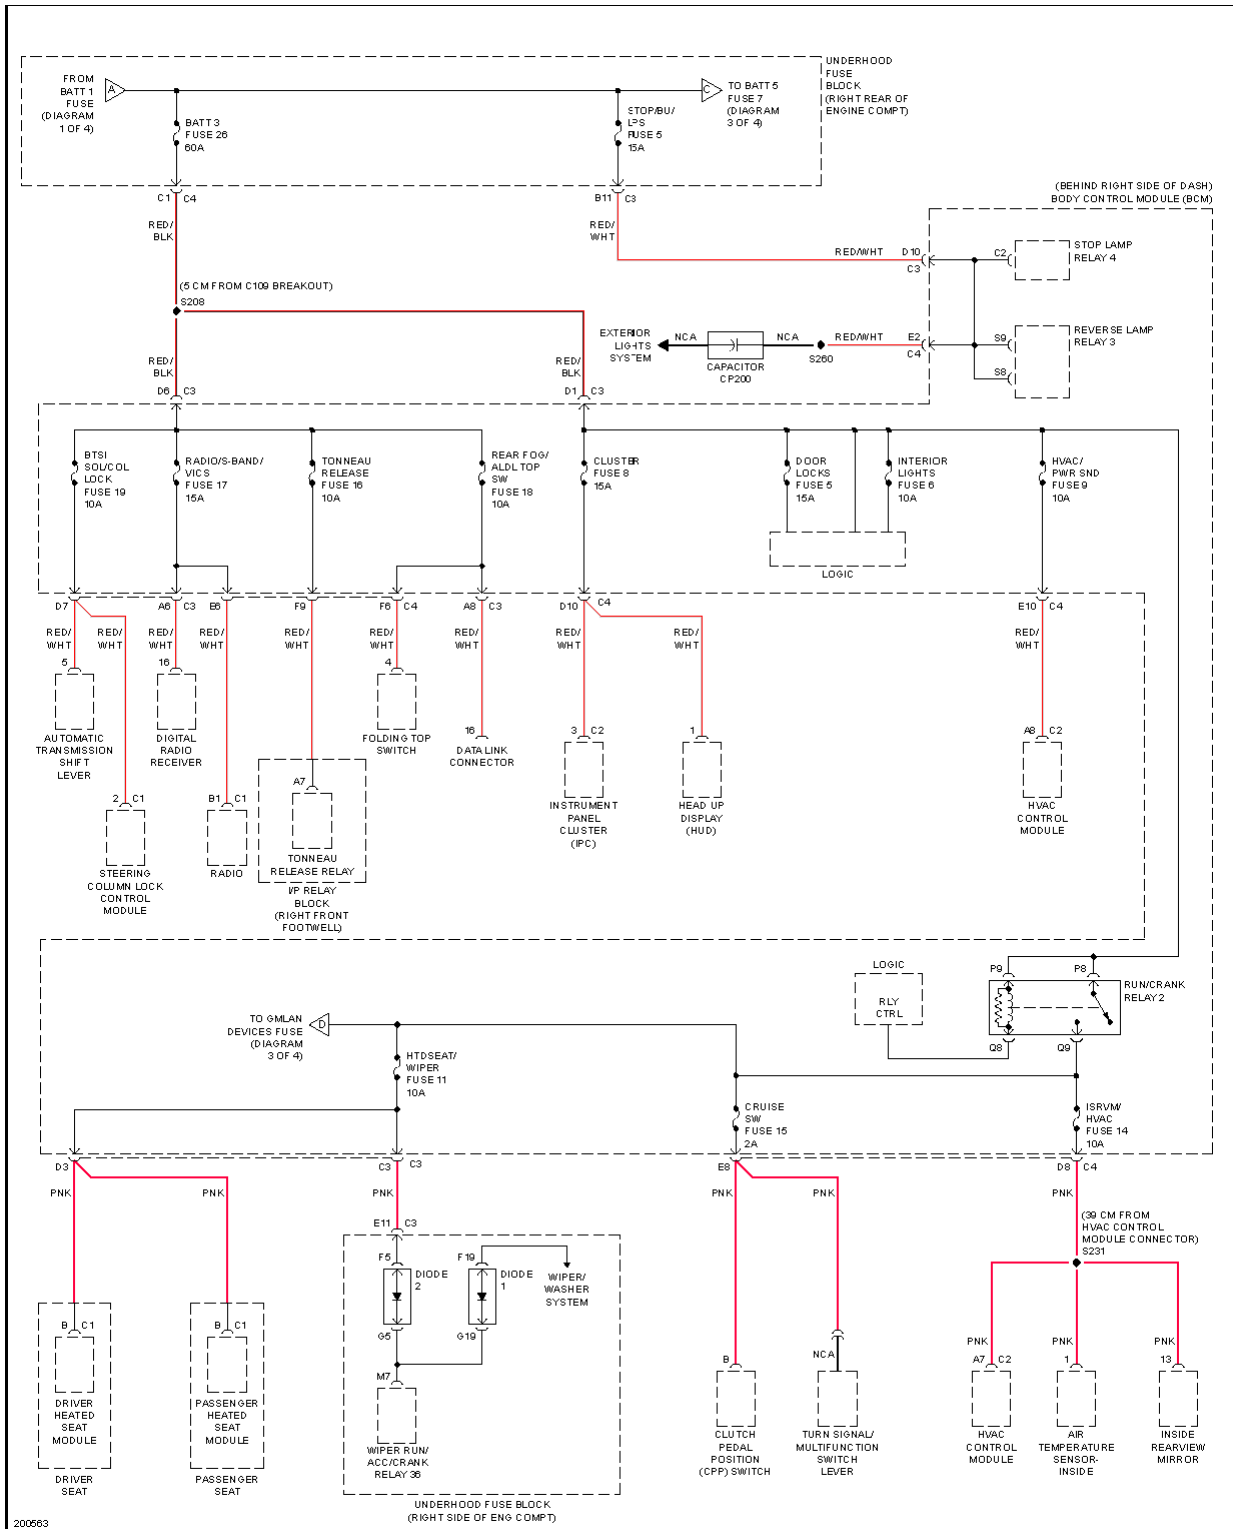 UNDERHOOD
FUSE
BLOCK
(RIGHT REAR OF
ENGINE COMPT)
FROM
BATT 1
FUSE
(DIAGRAM
1 OF 4)
A
BATT 3
FUSE 26
60A
STOP/BU/
LPS
FUSE 5
15A
C
TO BATT 5
FUSE 7
(DIAGRAM
3 OF 4)
C1 C4
B11 C3
RED/
BLK
RED/
WHT
(BEHIND RIGHT SIDE OF DASH)
BODY CONTROL MODULE (BCM)
RED/WHT
D10
C3
C2
STOP LAMP
RELAY 4
(5 CM FROM C109 BREAKOUT)
S208
EXTERIOR
LIGHTS
SYSTEM
NCA
CAPACITOR
CP200
NCA
S260
RED/WHT
E2
C4
S9
S8
REVERSE LAMP
RELAY 3
RED/
BLK
RED/
BLK
D6 C3
D1 C3
BTSI
SOL/COL
LOCK
FUSE 19
10A
RADIO/S-BAND/
VICS
FUSE 17
15A
TONNEAU
RELEASE
FUSE 16
10A
REAR FOG/
ALDL TOP
SW
FUSE 18
10A
CLUSTER
FUSE 8
15A
DOOR
LOCKS
FUSE 5
15A
INTERIOR
LIGHTS
FUSE 6
10A
HVAC/
PWR SND
FUSE 9
10A
LOGIC
D7 A6 C3 E6 F9 F6 C4 A8 C3 D10 C4 E10 C4
RED/
WHT
RED/
WHT
RED/
WHT
RED/
WHT
RED/
WHT
RED/
WHT
RED/
WHT
RED/
WHT
RED/
WHT
RED/
WHT
5
AUTOMATIC
TRANSMISSION
SHIFT
LEVER
16
DIGITAL
RADIO
RECEIVER
4
FOLDING TOP
SWITCH
16
DATA LINK
CONNECTOR
3 C2
INSTRUMENT
PANEL
CLUSTER
(IPC)
1
HEAD UP
DISPLAY
(HUD)
A8 C2
HVAC
CONTROL
MODULE
2 C1
STEERING
COLUMN LOCK
CONTROL
MODULE
B1 C1
RADIO
A7
TONNEAU
RELEASE RELAY
I/P RELAY
BLOCK
(RIGHT FRONT
FOOTWELL)
LOGIC
RLY
CTRL
P9
P8
RUN/CRANK
RELAY 2
Q8
Q9
TO GMLAN
DEVICES FUSE
(DIAGRAM
3 OF 4)
D
HTDSEAT/
WIPER
FUSE 11
10A
CRUISE
SW
FUSE 15
2A
ISRVM/
HVAC
FUSE 14
10A
D3 C3 C3 E8 D8 C4
PNK
PNK
PNK
PNK
PNK
PNK
E11 C3
(39 CM FROM
HVAC CONTROL
MODULE CONNECTOR)
S231
F5
DIODE
2
G5
F19
DIODE
1
G19
WIPER/
WASHER
SYSTEM
M7
WIPER RUN/
ACC/CRANK
RELAY 36
UNDERHOOD FUSE BLOCK
(RIGHT SIDE OF ENG COMPT)
B C1
DRIVER
HEATED
SEAT
MODULE
DRIVER
SEAT
B C1
PASSENGER
HEATED
SEAT
MODULE
PASSENGER
SEAT
B
CLUTCH
PEDAL
POSITION
(CPP) SWITCH
NCA
TURN SIGNAL/
MULTIFUNCTION
SWITCH
LEVER
PNK
A7 C2
HVAC
CONTROL
MODULE
PNK
1
AIR
TEMPERATURE
SENSOR-
INSIDE
PNK
13
INSIDE
REARVIEW
MIRROR
200563